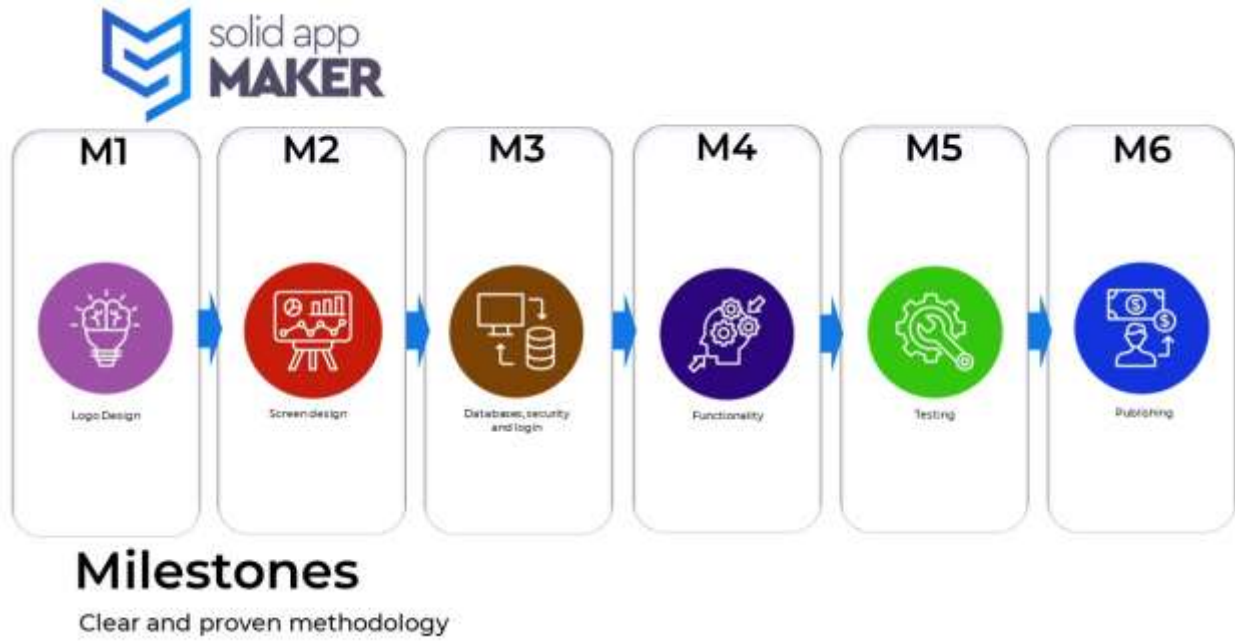 solid app
MAKER
M1
M2
M3
M4
M5
M6
Logo Design
Screen design
Databases, security
and login
Functionality
Testing
Publishing
Milestones
Clear and proven methodology